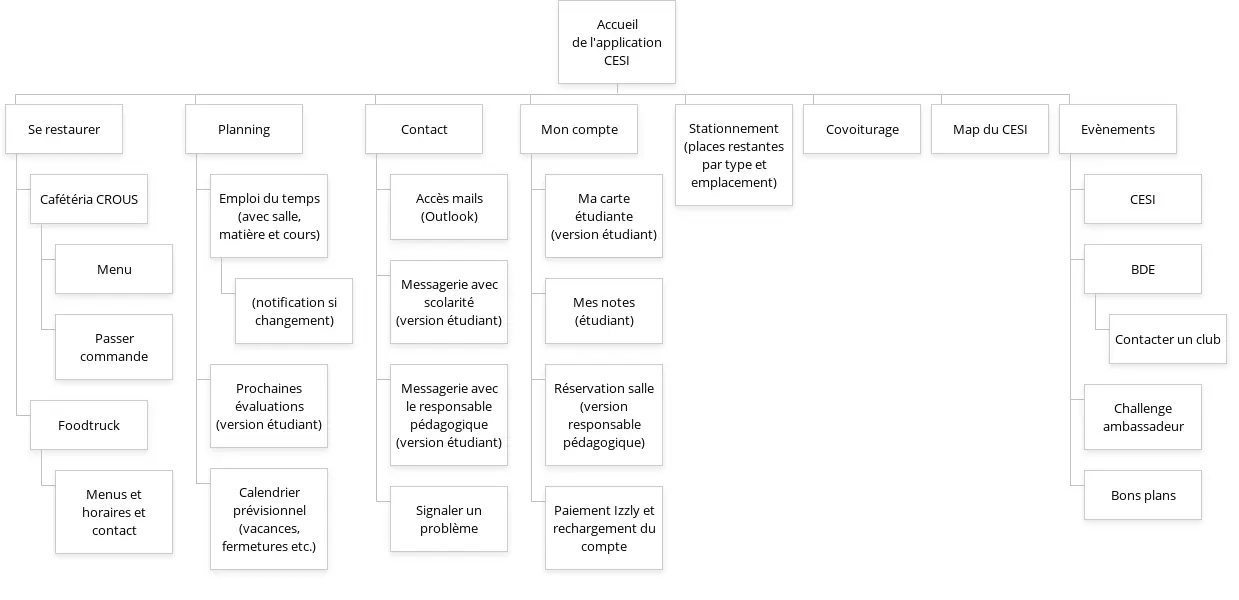 Accueil
de l'application
CESI
Se restaurer
Cafétéria CROUS
Menu
Passer
commande
Foodtruck
Menus et
horaires et
contact
Planning
Emploi du temps
(avec salle,
matière et cours)
(notification si
changement)
Prochaines
évaluations
(version étudiant)
Calendrier
prévisionnel
(vacances,
fermetures etc.)
Contact
Accès mails
(Outlook)
Messagerie avec
scolarité
(version étudiant)
Messagerie avec
le responsable
pédagogique
(version étudiant)
Signaler un
problème
Mon compte
Ma carte
étudiante
(version étudiant)
Mes notes
(étudiant)
Réservation salle
(version
responsable
pédagogique)
Paiement Izzly et
rechargement du
compte
Stationnement
(places restantes
par type et
emplacement)
Covoiturage
Map du CESI
Evènements
CESI
BDE
Contacter un club
Challenge
ambassadeur
Bons plans